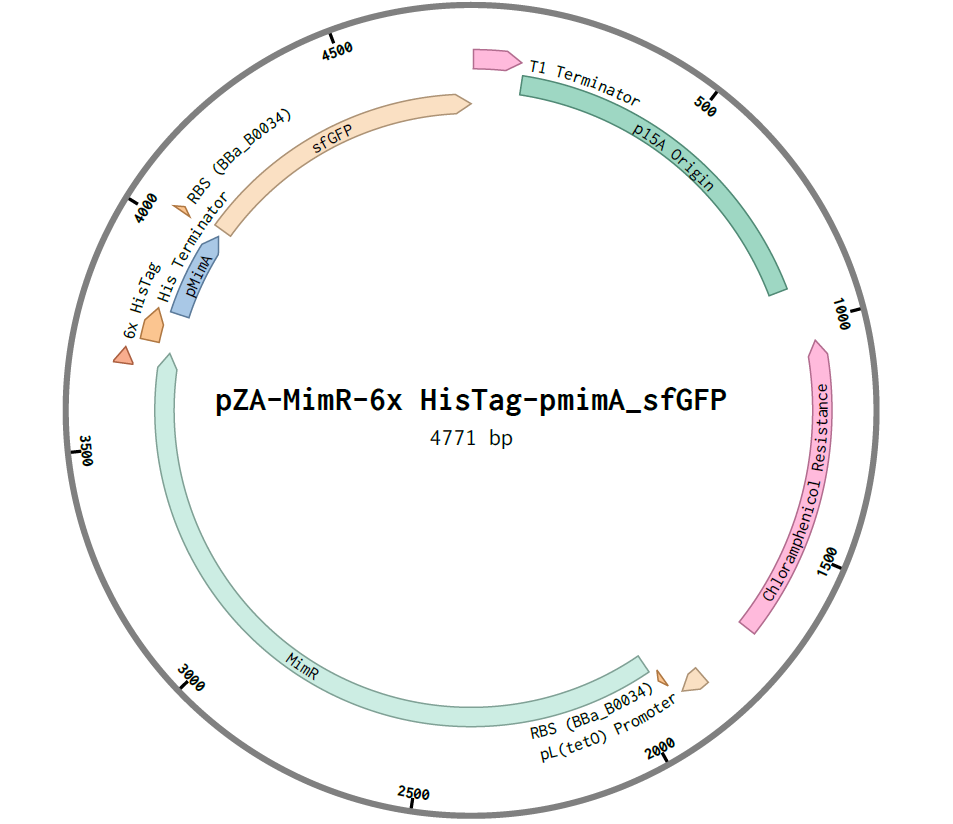 4500
T1 Terminator
500
p15A Origin
sfGFP
RBS (BBa_B0034)
4000
His Terminator
pMimA
6x HisTag
1000
pZA-MimR-6x HisTag-pmimA_sfGFP
4771 bp
Chloramphenicol Resistance
3500
1500
MimR
3000
RBS (BBa_B0034)
pL(tetO) Promoter
2000
2500